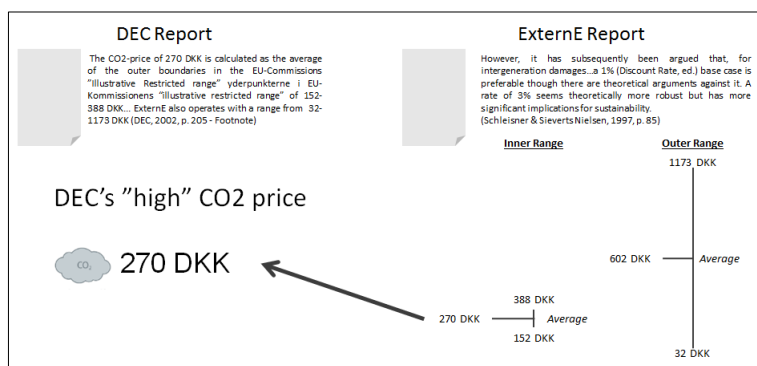 DEC Report
The CO2-price of 270 DKK is calculated as the average
of the outer boundaries in the EU-Commissions
"Illustrative Restricted range" yderpunkterne i EU-
Kommissionens "illustrative restricted range" of 152-
388 DKK... ExternE also operates with a range from 32-
1173 DKK (DEC, 2002, p. 205 - Footnote)
ExternE Report
However, it has subsequently been argued that, for
intergeneration damages...a 1% (Discount Rate, ed.) base case is
preferable though there are theoretical arguments against it. A
rate of 3% seems theoretically more robust but has more
significant implications for sustainability.
(Schleisner & Sieverts Nielsen, 1997, p. 85)
Inner Range
Outer Range
1173 DKK
DEC's "high" CO2 price
602 DKK
Average
CO₂
270 DKK
388 DKK
270 DKK
Average
152 DKK
32 DKK